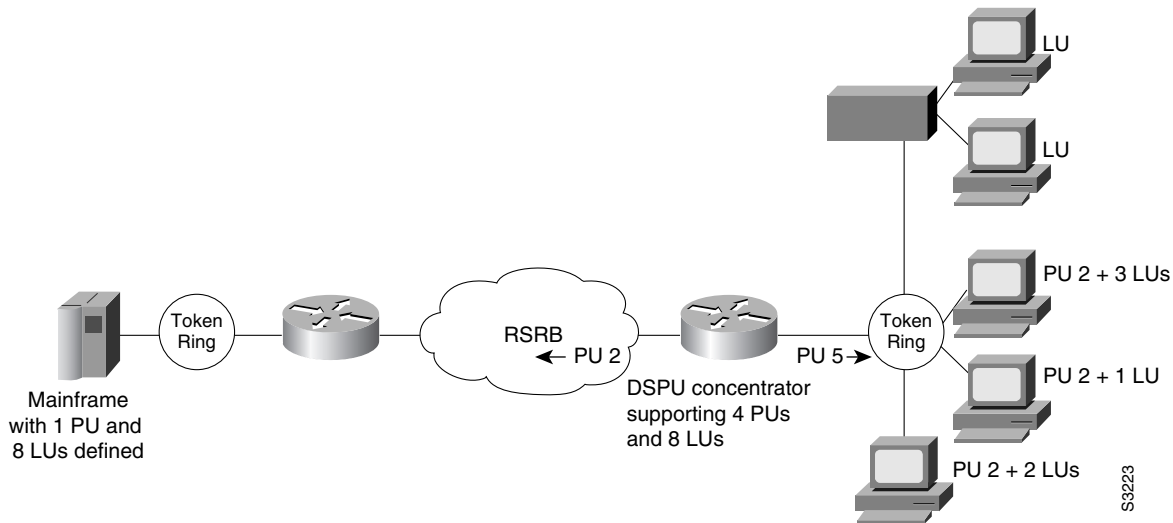 LU
LU
PU 2 + 3 LUs
Token
Ring
RSRB
← PU 2
PU 5→
Token
Ring
PU 2 + 1 LU
Mainframe
with 1 PU and
8 LUs defined
DSPU concentrator
supporting 4 PUs
and 8 LUs
PU 2 + 2 LUs
S3223